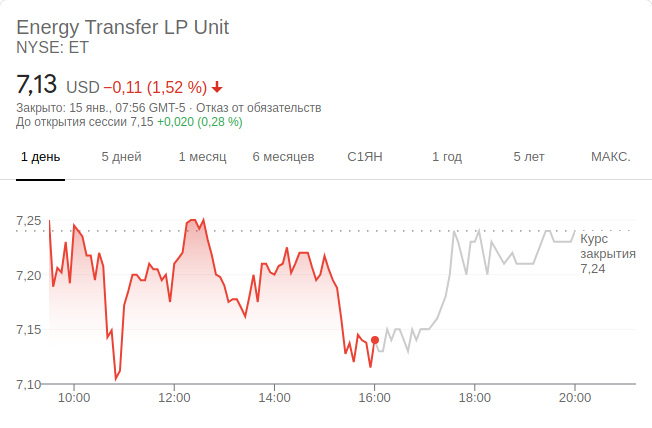 Energy Transfer LP Unit
NYSE: ET
7,13 USD −0,11 (1,52 %)
Закрыто: 15 янв., 07:56 GMT-5 · Отказ от обязательств
До открытия сессии 7,15 +0,020 (0,28 %)
1 день 5 дней 1 месяц 6 месяцев С1ЯН 1 год 5 лет МАКС.
7,25
7,20
7,15
7,10
Курс
закрытия
7,24
10:00 12:00 14:00 16:00 18:00 20:00